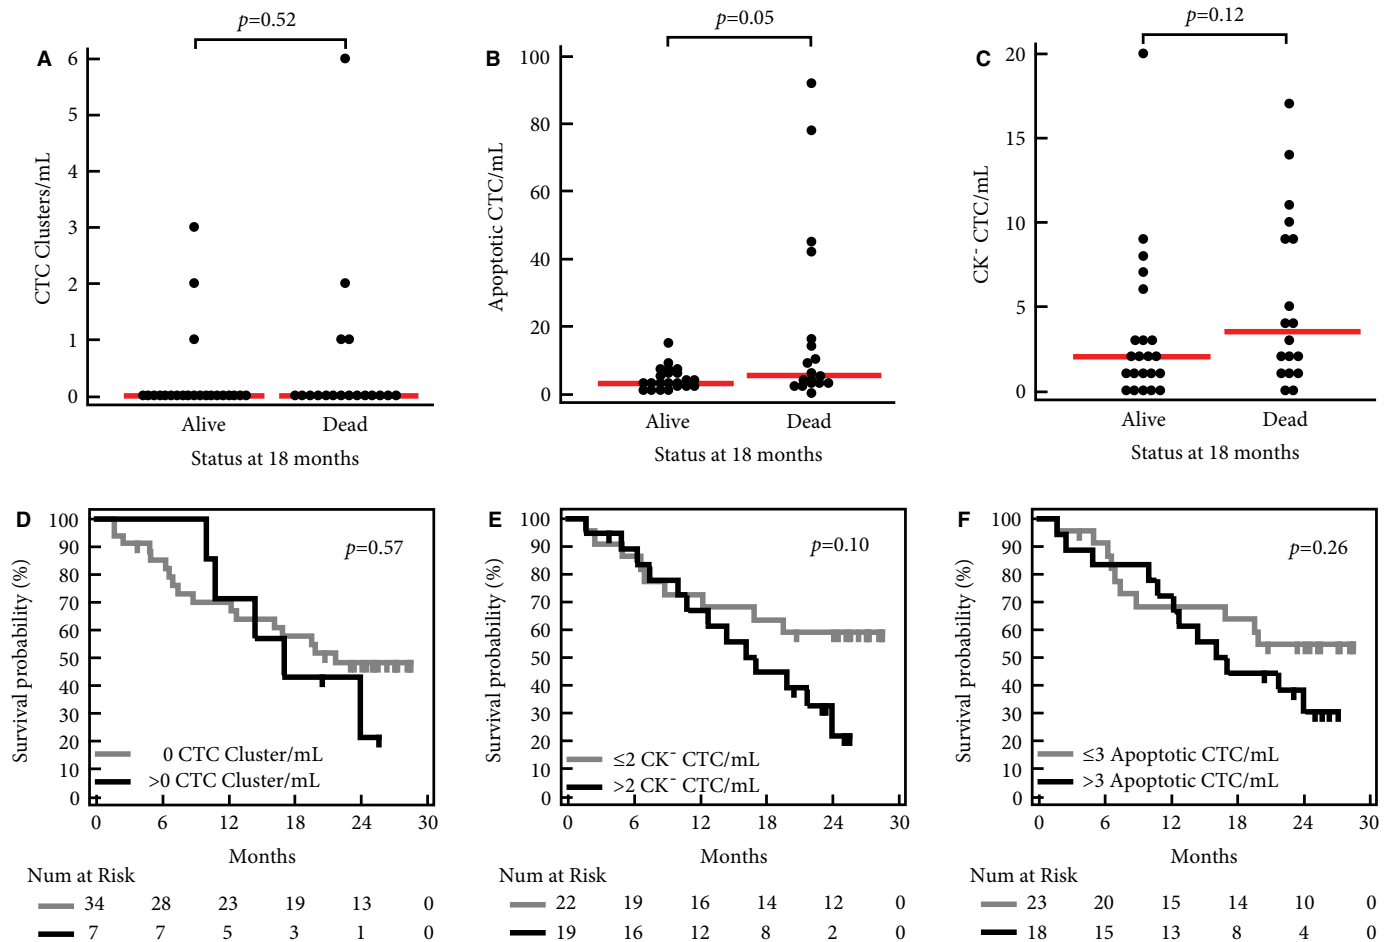 A
p=0.52
CTC Clusters/mL
6
5
4
3
2
1
0
Alive
Dead
Status at 18 months
B
p=0.05
Apoptotic CTC/mL
100
80
60
40
20
0
Alive
Dead
Status at 18 months
C
p=0.12
CK⁻ CTC/mL
20
15
10
5
0
Alive
Dead
Status at 18 months
D
p=0.57
Survival probability (%)
100
90
80
70
60
50
40
30
20
10
0
0 CTC Cluster/mL
>0 CTC Cluster/mL
0 6 12 18 24 30
Months
Num at Risk
34 28 23 19 13 0
7 7 5 3 1 0
E
p=0.10
Survival probability (%)
100
90
80
70
60
50
40
30
20
10
0
≤2 CK⁻ CTC/mL
>2 CK⁻ CTC/mL
0 6 12 18 24 30
Months
Num at Risk
22 19 16 14 12 0
19 16 12 8 2 0
F
p=0.26
Survival probability (%)
100
90
80
70
60
50
40
30
20
10
0
≤3 Apoptotic CTC/mL
>3 Apoptotic CTC/mL
0 6 12 18 24 30
Months
Num at Risk
23 20 15 14 10 0
18 15 13 8 4 0